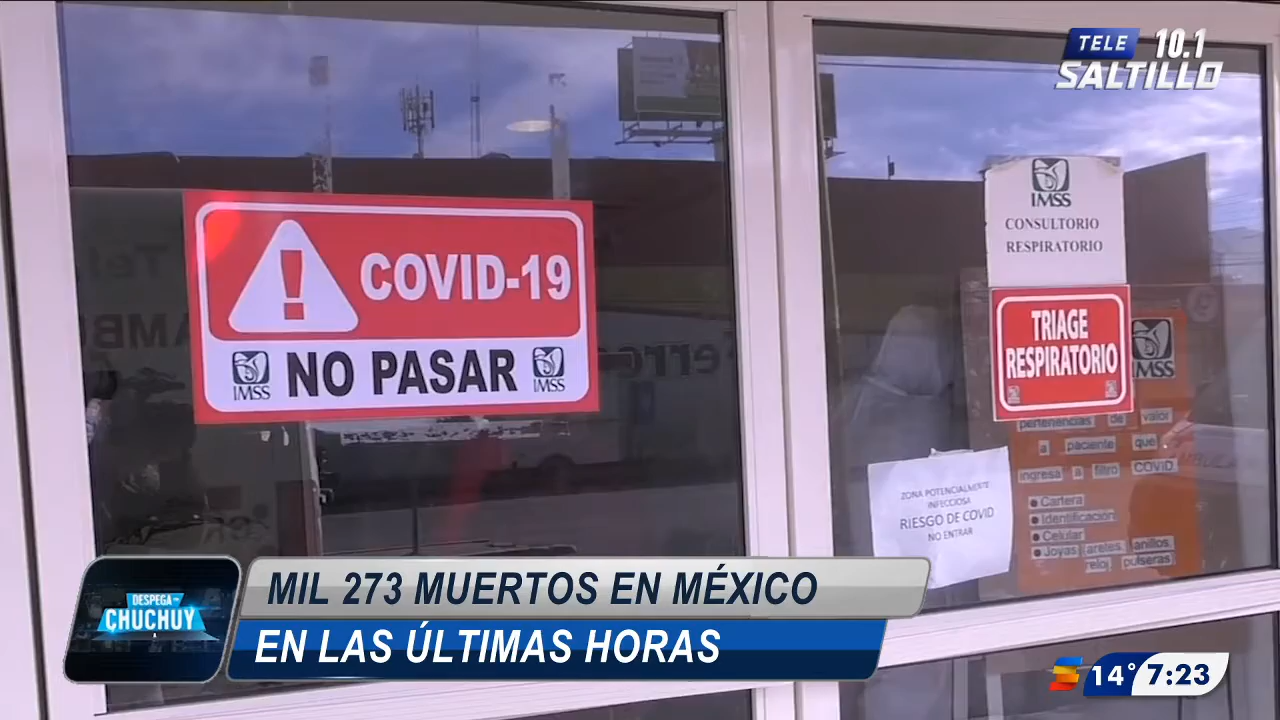 TELE 10.1
SALTILLO
IMSS
CONSULTORIO
RESPIRATORIO
COVID-19
IMSS NO PASAR IMSS
TRIAGE
RESPIRATORIO
IMSS
pertenencias de valor
a paciente que
ingresa a filtro COVID
Cartera
Identificación
Celular
Joyas aretes anillos
reloj pulseras
ZONA POTENCIALMENTE
INFECCIOSA
RIESGO DE COVID
NO ENTRAR
DESPEGA
CHUCHUY
MIL 273 MUERTOS EN MÉXICO
EN LAS ÚLTIMAS HORAS
14° 7:23